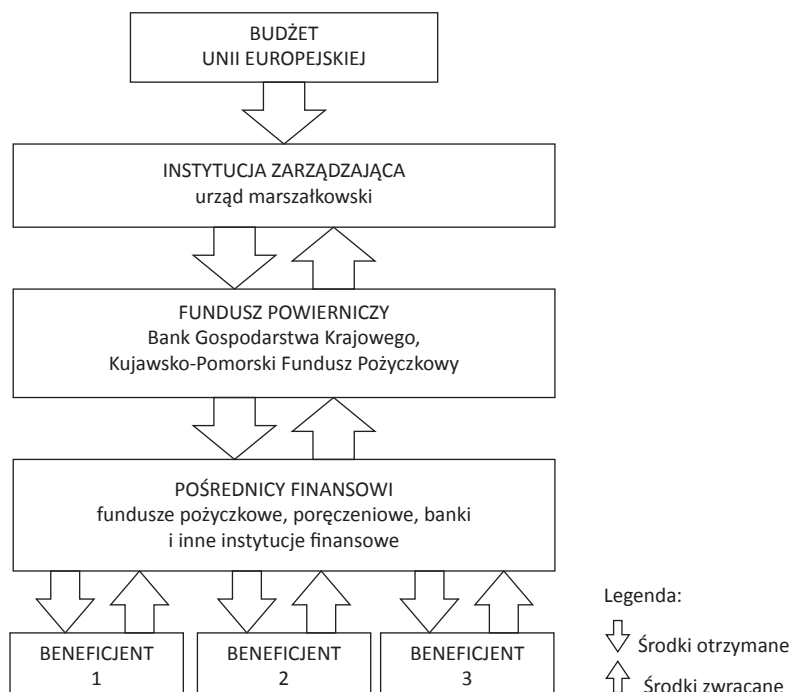 BUDŻET
UNII EUROPEJSKIEJ
INSTYTUCJA ZARZĄDZAJĄCA
urząd marszałkowski
FUNDUSZ POWIERNICZY
Bank Gospodarstwa Krajowego,
Kujawsko-Pomorski Fundusz Pożyczkowy
POŚREDNICY FINANSOWI
fundusze pożyczkowe, poręczeniowe, banki
i inne instytucje finansowe
BENEFICJENT
1
BENEFICJENT
2
BENEFICJENT
3
Legenda:
Środki otrzymane
Środki zwracane